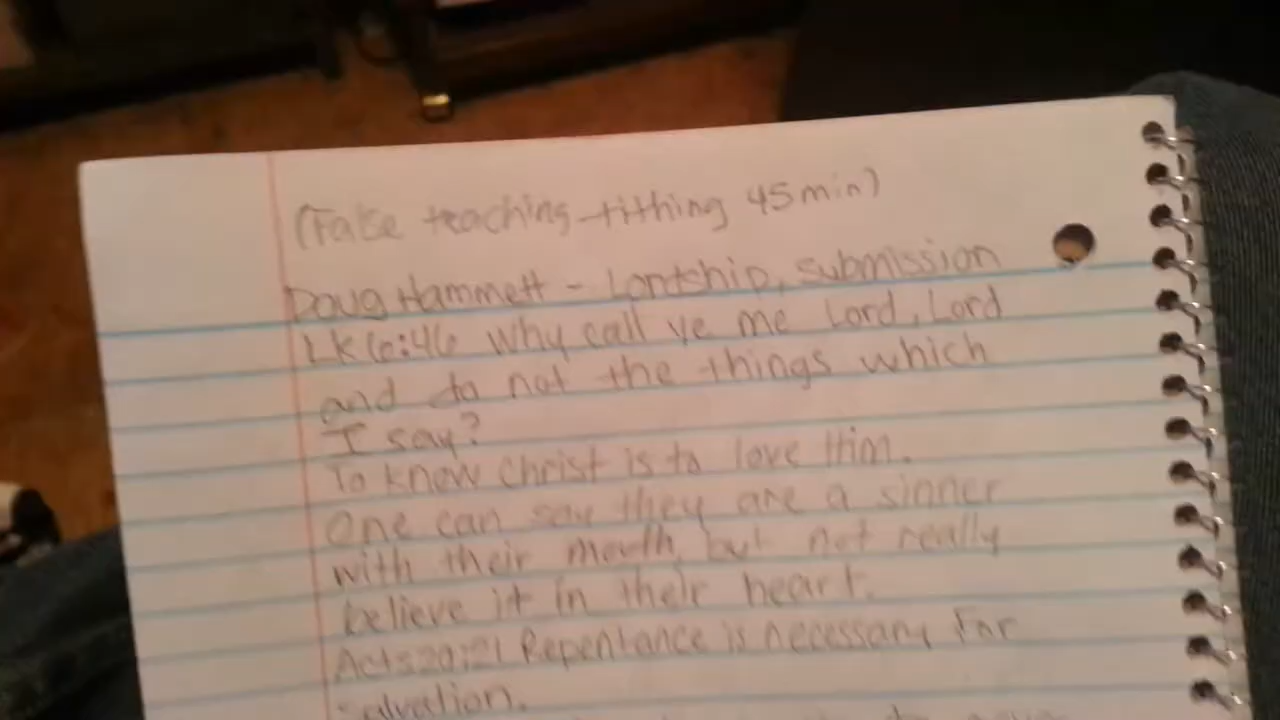 (False teaching - tithing 45 min)
Doug Hammett - Lordship, submission
Lk 6:46 Why call ye me Lord, Lord
and do not the things which
I say?
To know Christ is to love Him.
One can say they are a sinner
with their mouth, but not really
believe it in their heart.
Acts 20:21 Repentance is necessary for
salvation.